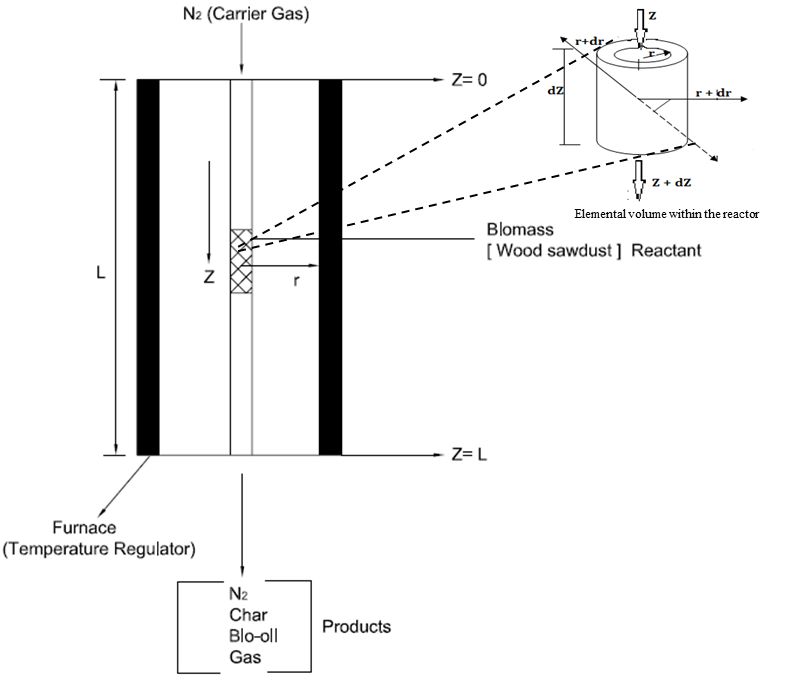 N2 (Carrier Gas)
Z
r+dr
r
Z= 0
dZ
r + dr
Z + dZ
Elemental volume within the reactor
Blomass
[ Wood sawdust ] Reactant
L
Z
r
Z= L
Furnace
(Temperature Regulator)
N2
Char
Blo-oll
Gas
Products